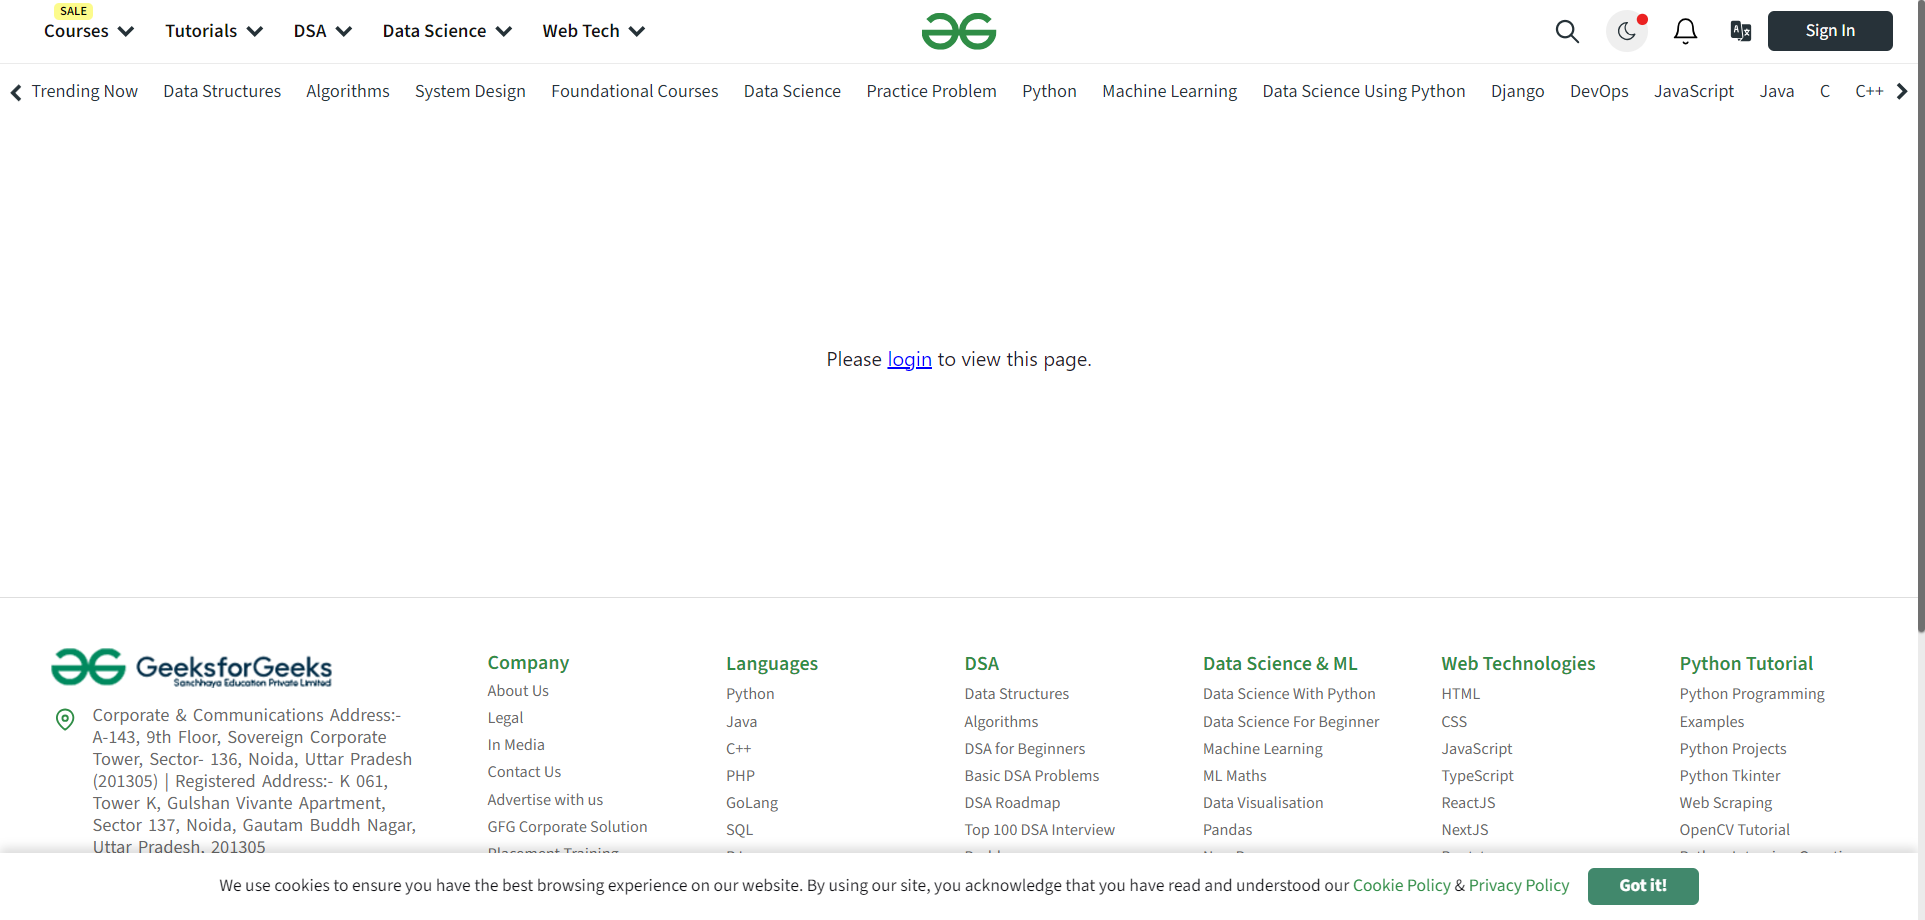 SALE
Courses Tutorials DSA Data Science Web Tech Sign In
Trending Now Data Structures Algorithms System Design Foundational Courses Data Science Practice Problem Python Machine Learning Data Science Using Python Django DevOps JavaScript Java C C++
Please login to view this page.
GeeksforGeeks
Sanchhaya Education Private Limited
Corporate & Communications Address:-
A-143, 9th Floor, Sovereign Corporate
Tower, Sector- 136, Noida, Uttar Pradesh
(201305) | Registered Address:- K 061,
Tower K, Gulshan Vivante Apartment,
Sector 137, Noida, Gautam Buddh Nagar,
Uttar Pradesh, 201305
Company
About Us
Legal
In Media
Contact Us
Advertise with us
GFG Corporate Solution
Placement Training
Languages
Python
Java
C++
PHP
GoLang
SQL
DSA
Data Structures
Algorithms
DSA for Beginners
Basic DSA Problems
DSA Roadmap
Top 100 DSA Interview
Data Science & ML
Data Science With Python
Data Science For Beginner
Machine Learning
ML Maths
Data Visualisation
Pandas
Web Technologies
HTML
CSS
JavaScript
TypeScript
ReactJS
NextJS
Python Tutorial
Python Programming
Examples
Python Projects
Python Tkinter
Web Scraping
OpenCV Tutorial
We use cookies to ensure you have the best browsing experience on our website. By using our site, you acknowledge that you have read and understood our Cookie Policy & Privacy Policy Got it!